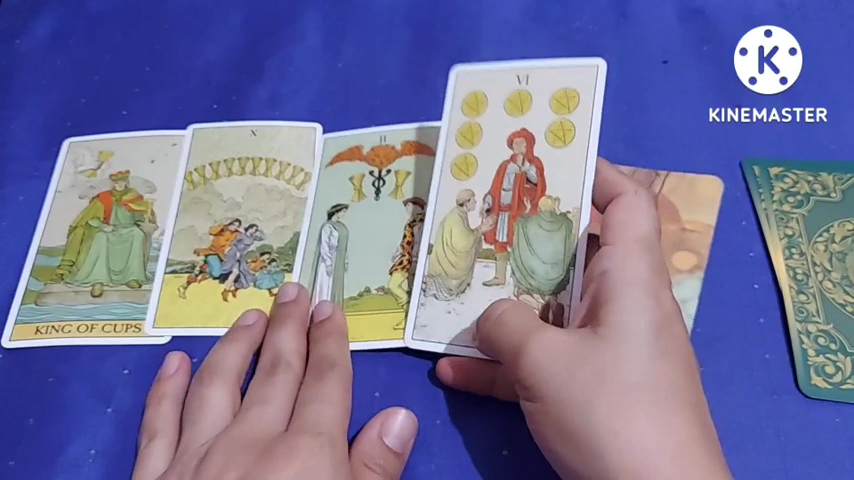 K
KINEMASTER
VI
X
II
KING OF CUPS